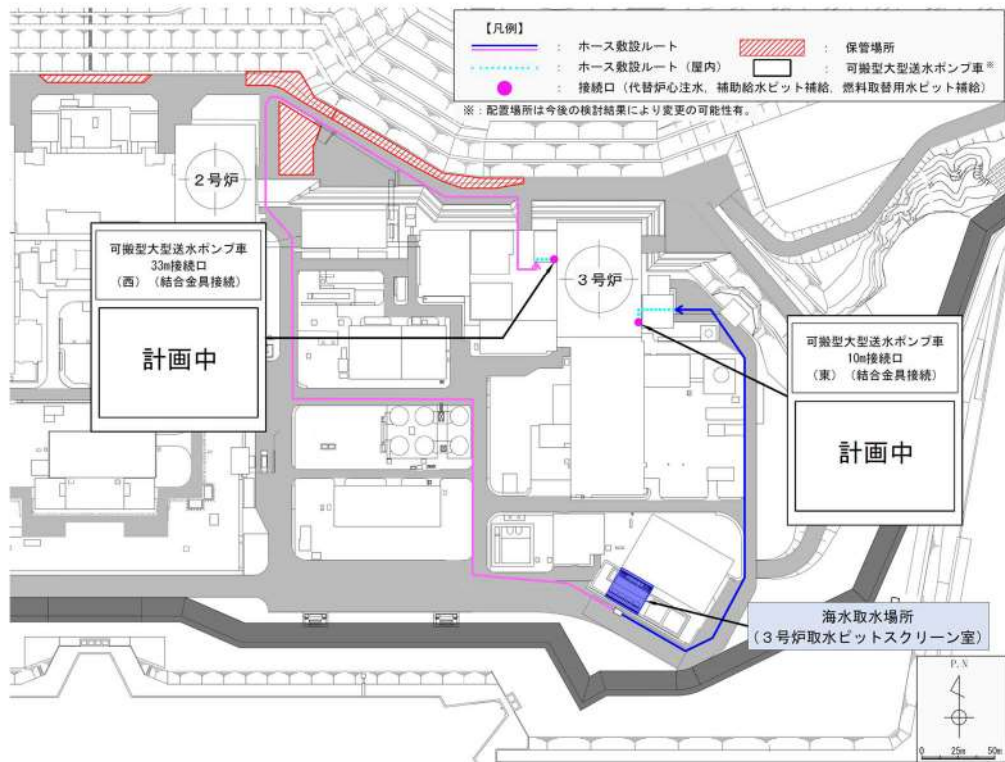 【凡例】
: ホース敷設ルート
: 保管場所
: ホース敷設ルート(屋内)
: 可搬型大型送水ポンプ車※
: 接続口(代替炉心注水，補助給水ピット補給，燃料取替用水ピット補給)
※：配置場所は今後の検討結果により変更の可能性有。
2号炉
可搬型大型送水ポンプ車
33m接続口
(西)(結合金具接続)
計画中
3号炉
可搬型大型送水ポンプ車
10m接続口
(東)(結合金具接続)
計画中
海水取水場所
(3号炉取水ピットスクリーン室)
P.N
0 25m 50m